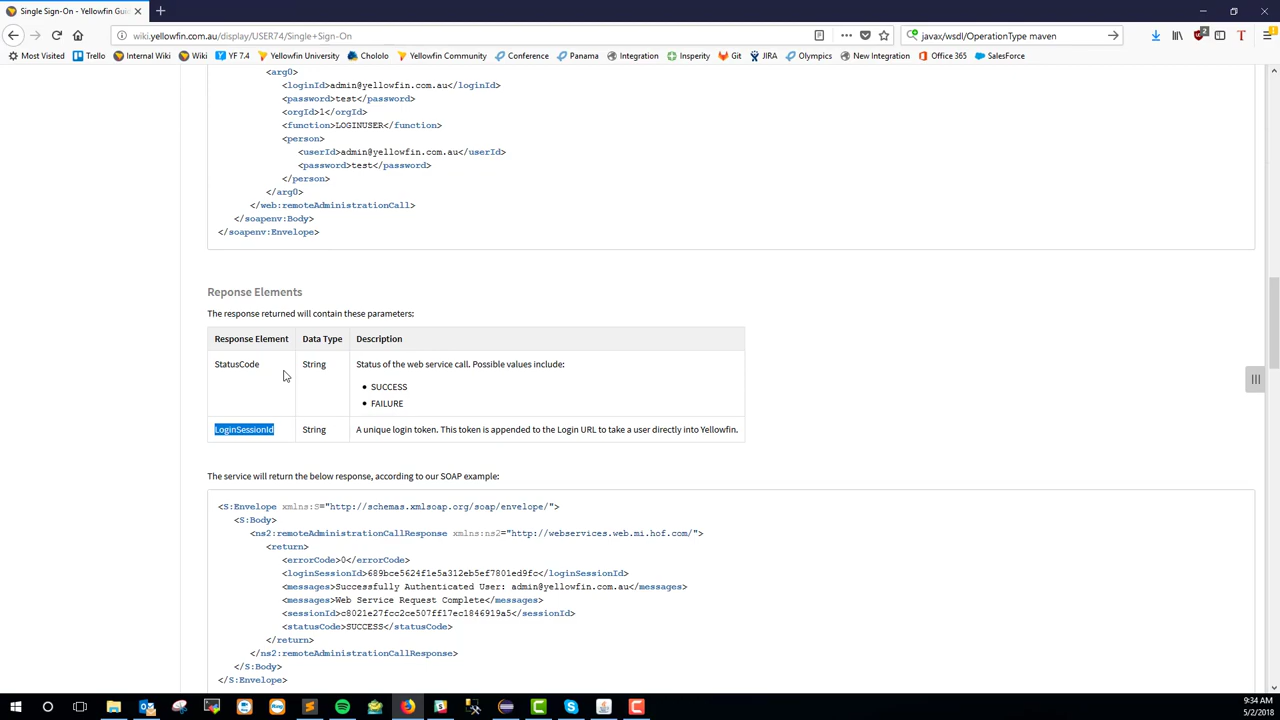 Single Sign-On - Yellowfin Gui
wiki.yellowfin.com.au/display/USER74/Single+Sign-On
javax/wsdl/OperationType maven
Most Visited
Trello
Internal Wiki
Wiki
YF 7.4
Yellowfin University
Chololo
Yellowfin Community
Conference
Panama
Integration
Insperity
Git
JIRA
Olympics
New Integration
Office 365
SalesForce
<arg0>
<loginId>admin@yellowfin.com.au</loginId>
<password>test</password>
<orgId>1</orgId>
<function>LOGINUSER</function>
<person>
<userId>admin@yellowfin.com.au</userId>
<password>test</password>
</person>
</arg0>
</web:remoteAdministrationCall>
</soapenv:Body>
</soapenv:Envelope>
Reponse Elements
The response returned will contain these parameters:
Response Element Data Type Description
StatusCode String Status of the web service call. Possible values include:
• SUCCESS
• FAILURE
LoginSessionId String A unique login token. This token is appended to the Login URL to take a user directly into Yellowfin.
The service will return the below response, according to our SOAP example:
<S:Envelope xmlns:S="http://schemas.xmlsoap.org/soap/envelope/">
<S:Body>
<ns2:remoteAdministrationCallResponse xmlns:ns2="http://webservices.web.mi.hof.com/">
<return>
<errorCode>0</errorCode>
<loginSessionId>689bce5624f1e5a312eb5ef7801ed9fc</loginSessionId>
<messages>Successfully Authenticated User: admin@yellowfin.com.au</messages>
<messages>Web Service Request Complete</messages>
<sessionId>c8021e27fcc2ce507ff17ec1846919a5</sessionId>
<statusCode>SUCCESS</statusCode>
</return>
</ns2:remoteAdministrationCallResponse>
</S:Body>
</S:Envelope>
9:34 AM
5/2/2018